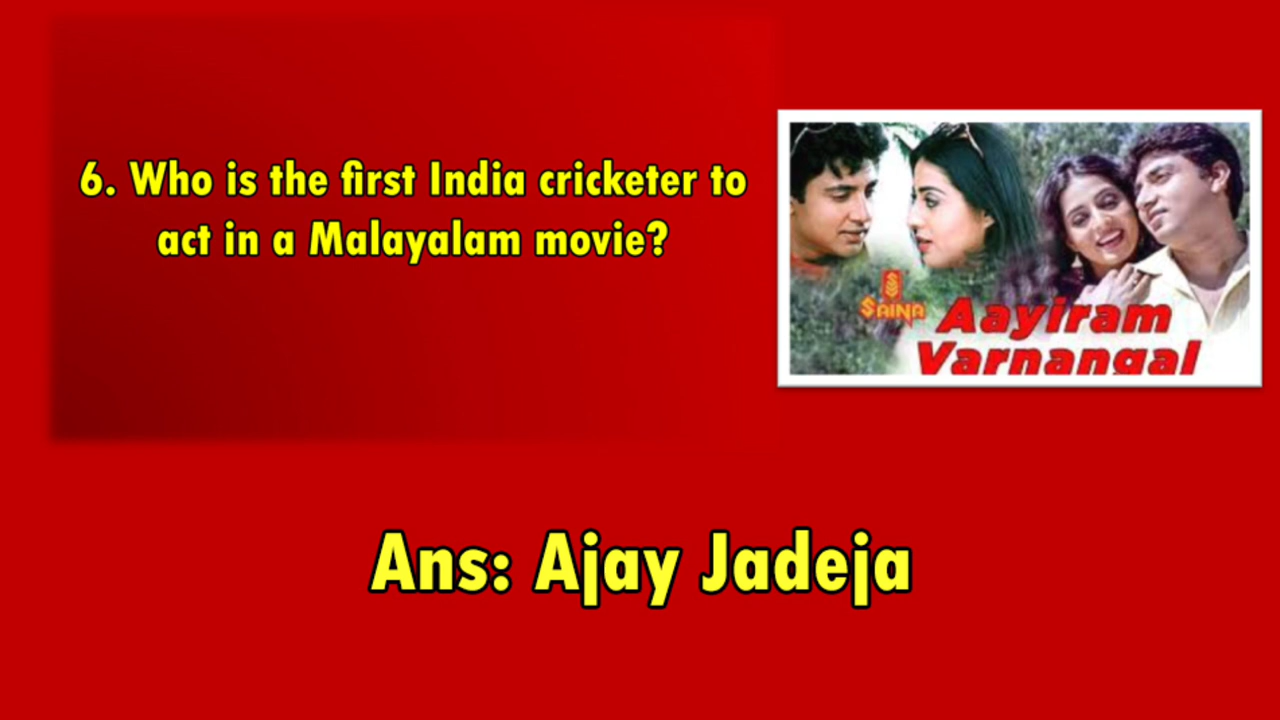 6. Who is the first India cricketer to
act in a Malayalam movie?
SAINA
Aayiram
Varnangal
Ans: Ajay Jadeja